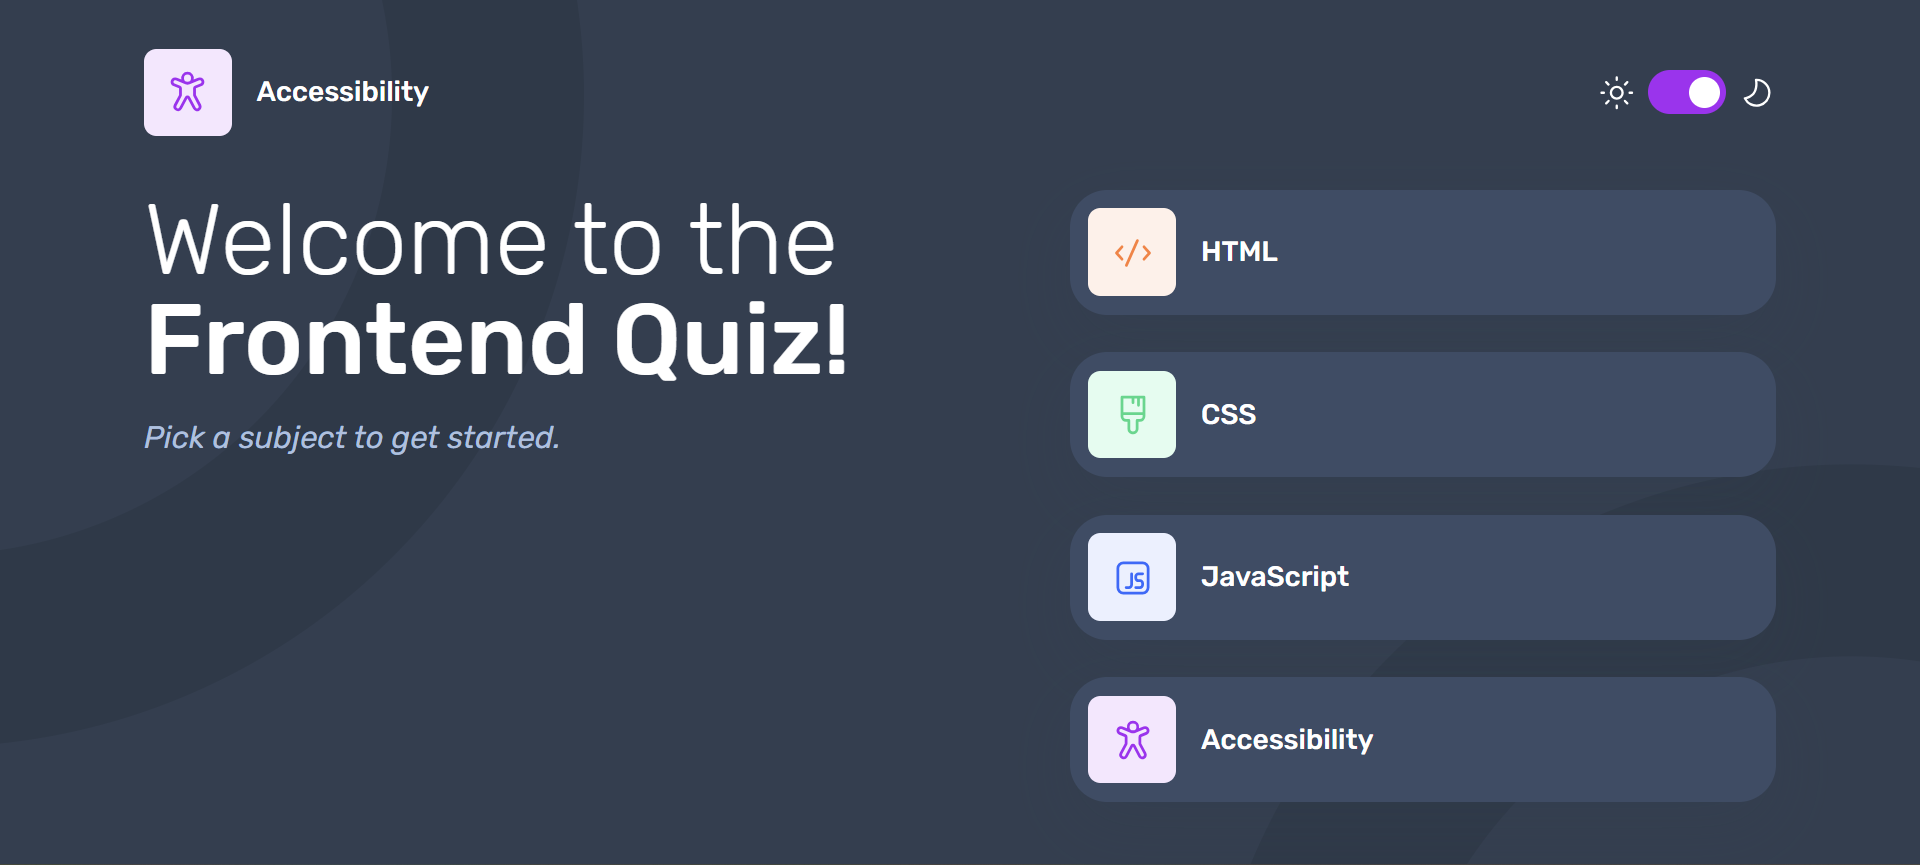 Accessibility
Welcome to the
Frontend Quiz!
Pick a subject to get started.
HTML
CSS
JS
JavaScript
Accessibility